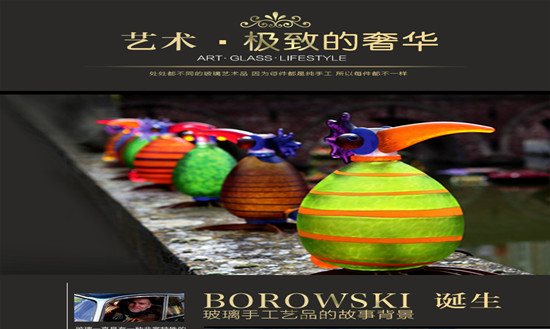 艺术·极致的奢华
ART·GLASS·LIFESTYLE
处处都不同的玻璃艺术品 因为每件都是纯手工 所以每件都不一样
BOROWSKI 诞生
玻璃手工艺品的故事背景